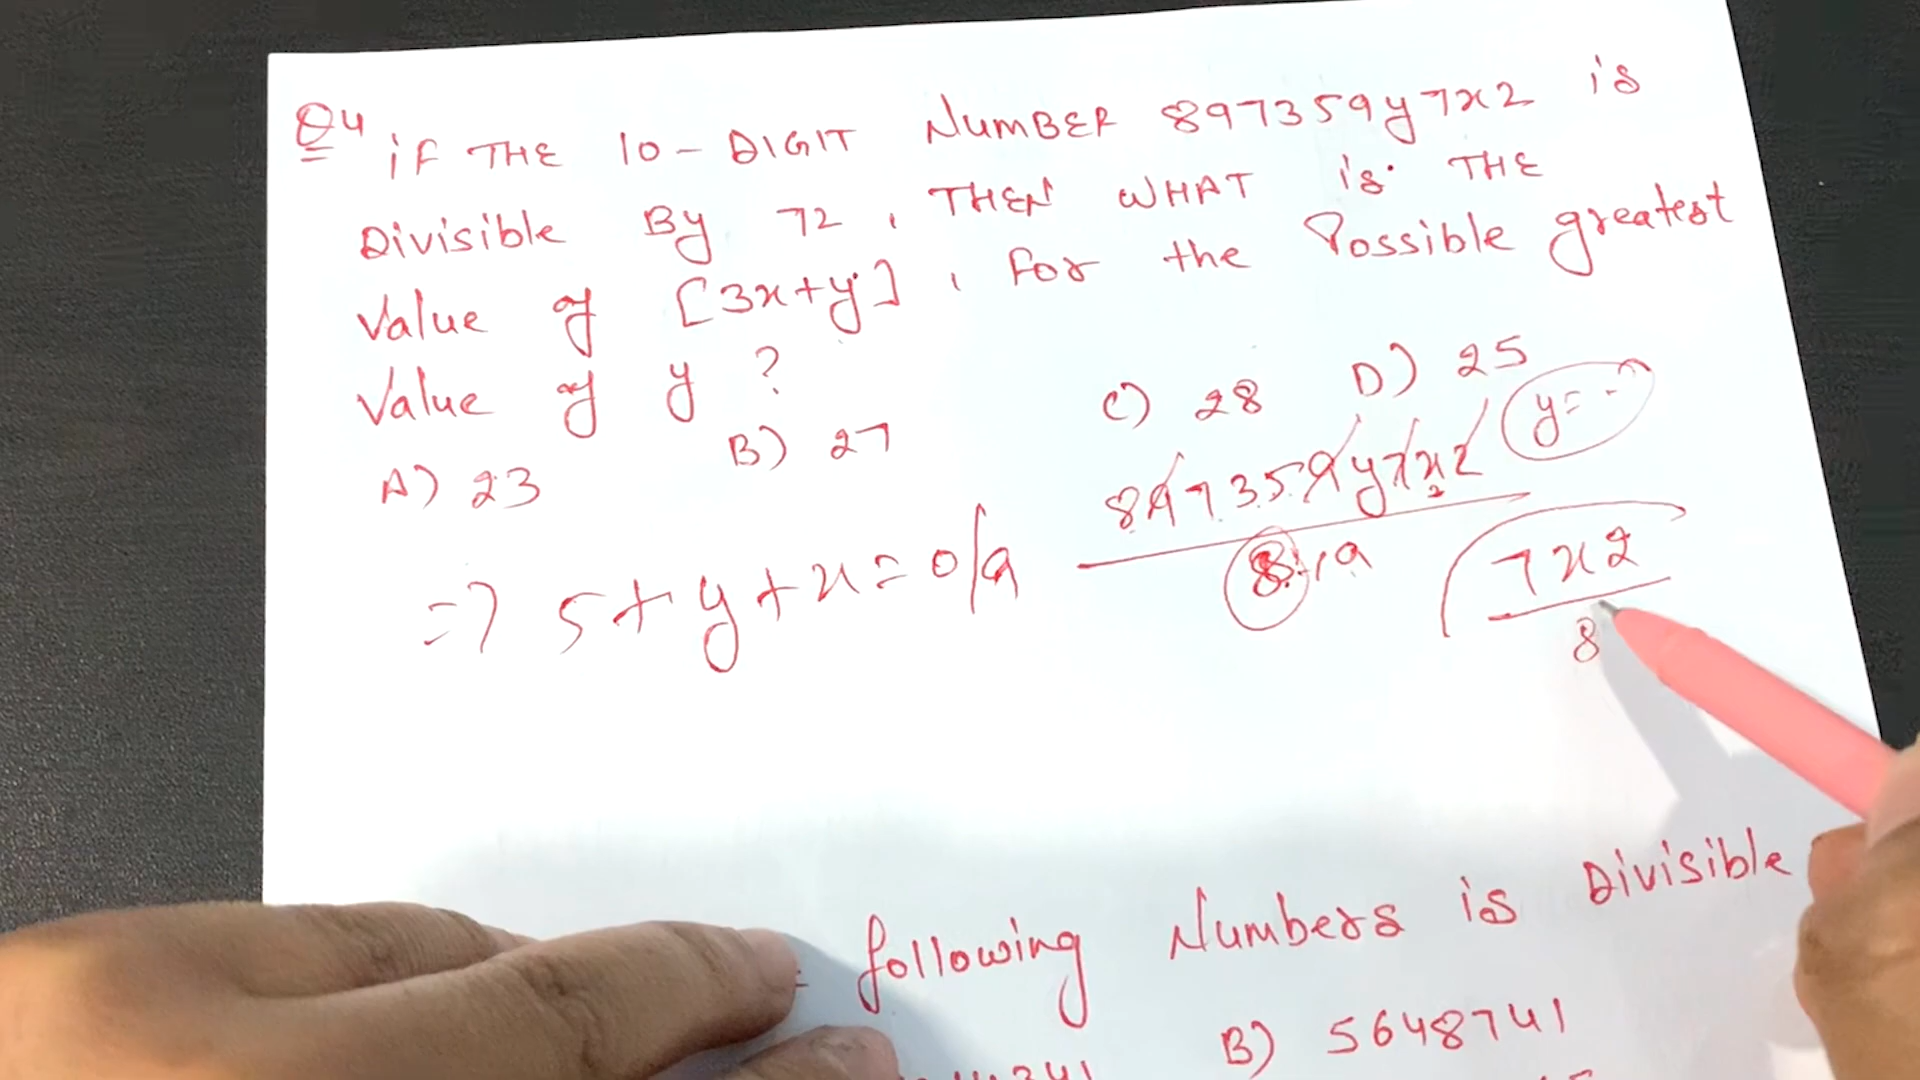 Q4 if THE 10-DIGIT NumBER 897359y7x2 is
Divisible By 72, THEN WHAT is THE
Value of [3x+y], For the Possible greatest
Value of y ?
A) 23 B) 27 C) 28 D) 25
897359y7x2 y=
2
8, 9
7x2
8
=> 5+y+x=0/9
following Numbers is Divisible
B) 5648741